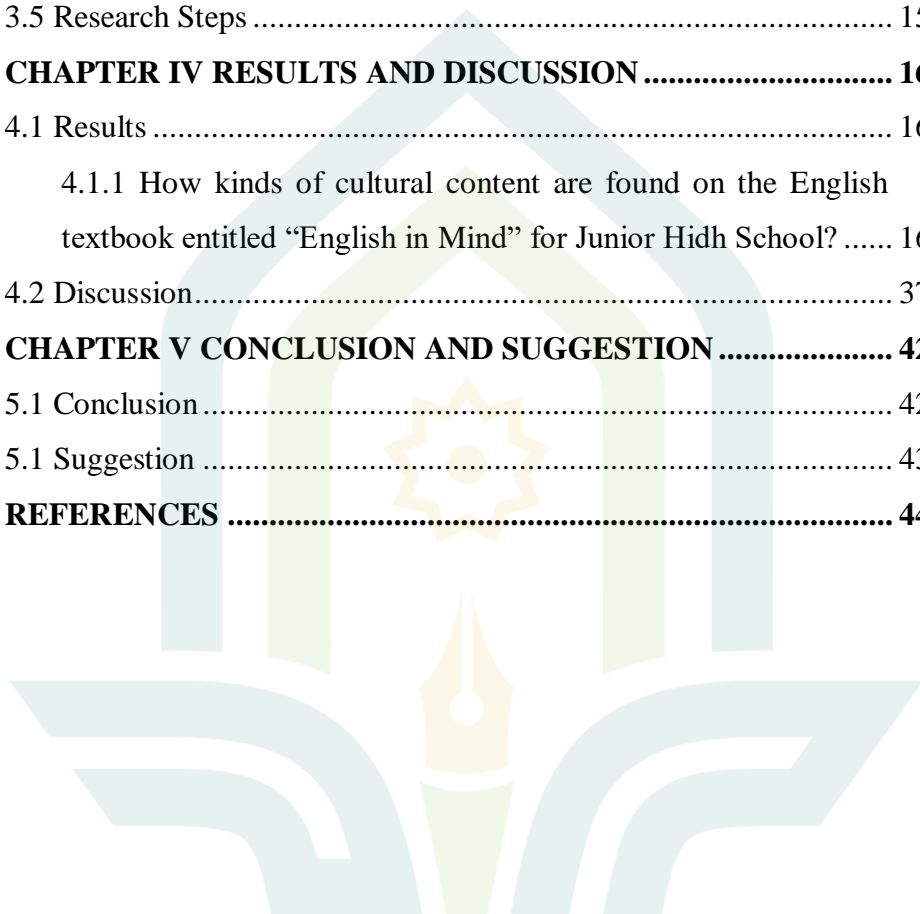 3.5 Research Steps ........................................................................ 15
CHAPTER IV RESULTS AND DISCUSSION ............................ 16
4.1 Results .................................................................................. 16
4.1.1 How kinds of cultural content are found on the English
textbook entitled “English in Mind” for Junior Hidh School? ...... 16
4.2 Discussion.............................................................................. 37
CHAPTER V CONCLUSION AND SUGGESTION ................... 42
5.1 Conclusion ............................................................................. 42
5.1 Suggestion ............................................................................. 43
REFERENCES ........................................................................... 44